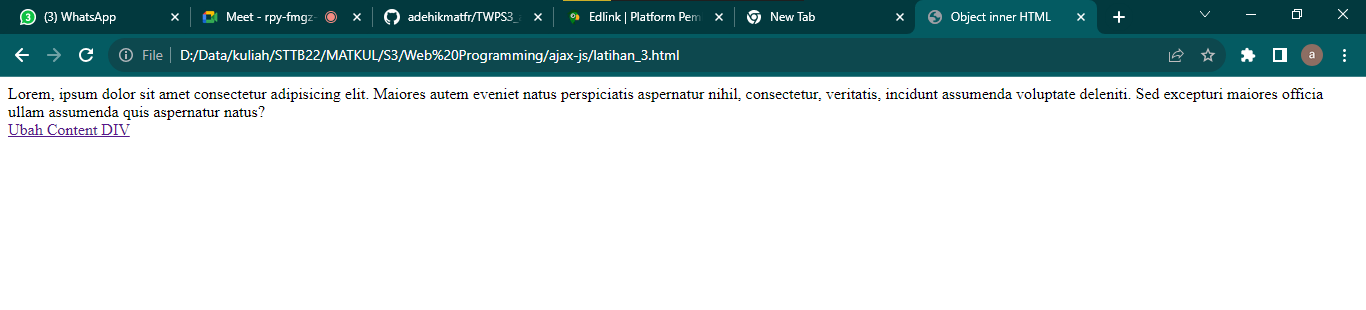 (3) WhatsApp
Meet - rpy-fmgz-
adehikmatfr/TWPS3_a
Edlink | Platform Pem
New Tab
Object inner HTML
File
D:/Data/kuliah/STTB22/MATKUL/S3/Web%20Programming/ajax-js/latihan_3.html
a
Lorem, ipsum dolor sit amet consectetur adipisicing elit. Maiores autem eveniet natus perspiciatis aspernatur nihil, consectetur, veritatis, incidunt assumenda voluptate deleniti. Sed excepturi maiores officia
ullam assumenda quis aspernatur natus?
Ubah Content DIV